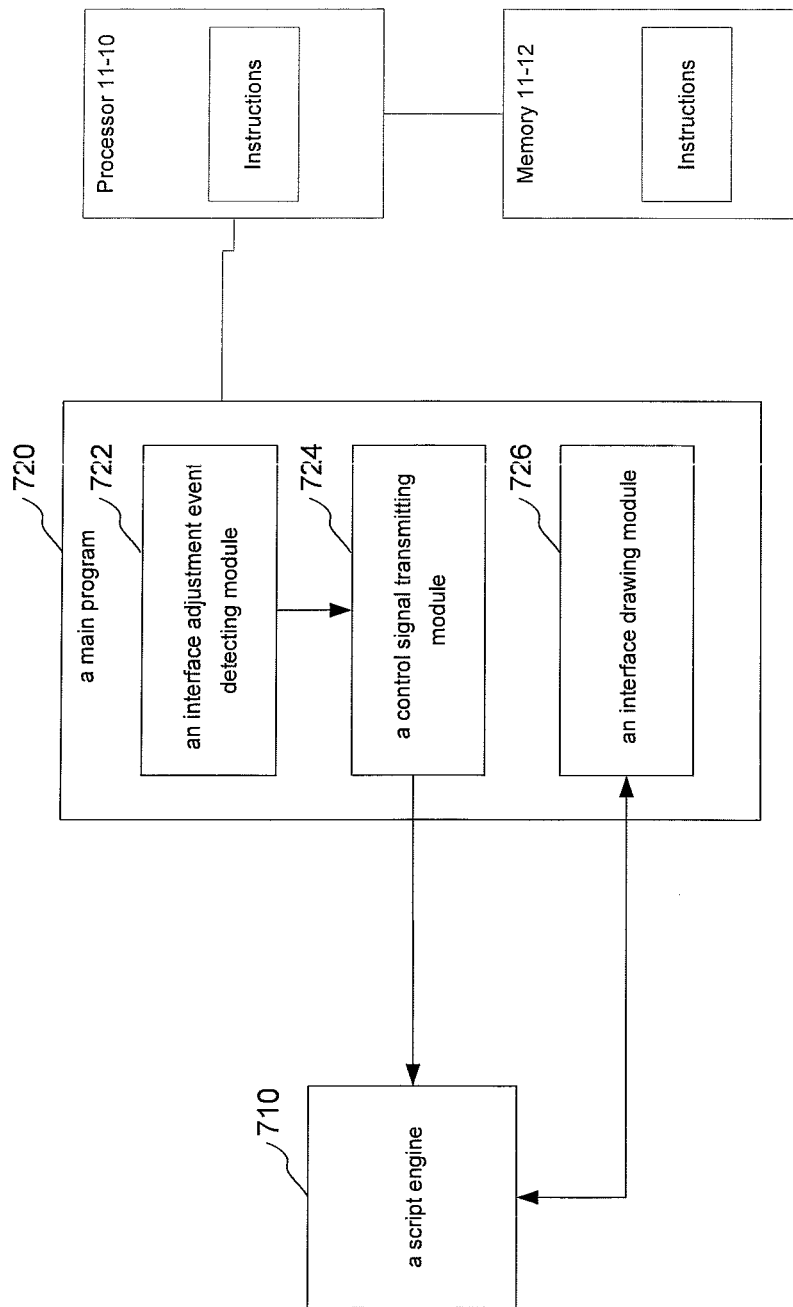 Processor 11-10
Instructions
Memory 11-12
Instructions
720
a main program
722
an interface adjustment event
detecting module
724
a control signal transmitting
module
726
an interface drawing module
710
a script engine